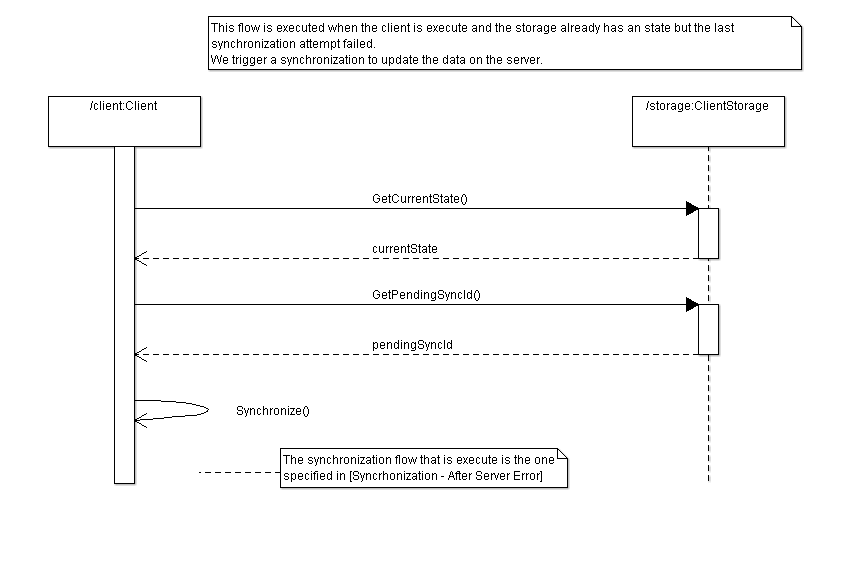 This flow is executed when the client is execute and the storage already has an state but the last
synchronization attempt failed.
We trigger a synchronization to update the data on the server.
/client:Client
/storage:ClientStorage
GetCurrentState()
currentState
GetPendingSyncId()
pendingSyncId
Synchronize()
The synchronization flow that is execute is the one
specified in [Syncrhonization - After Server Error]